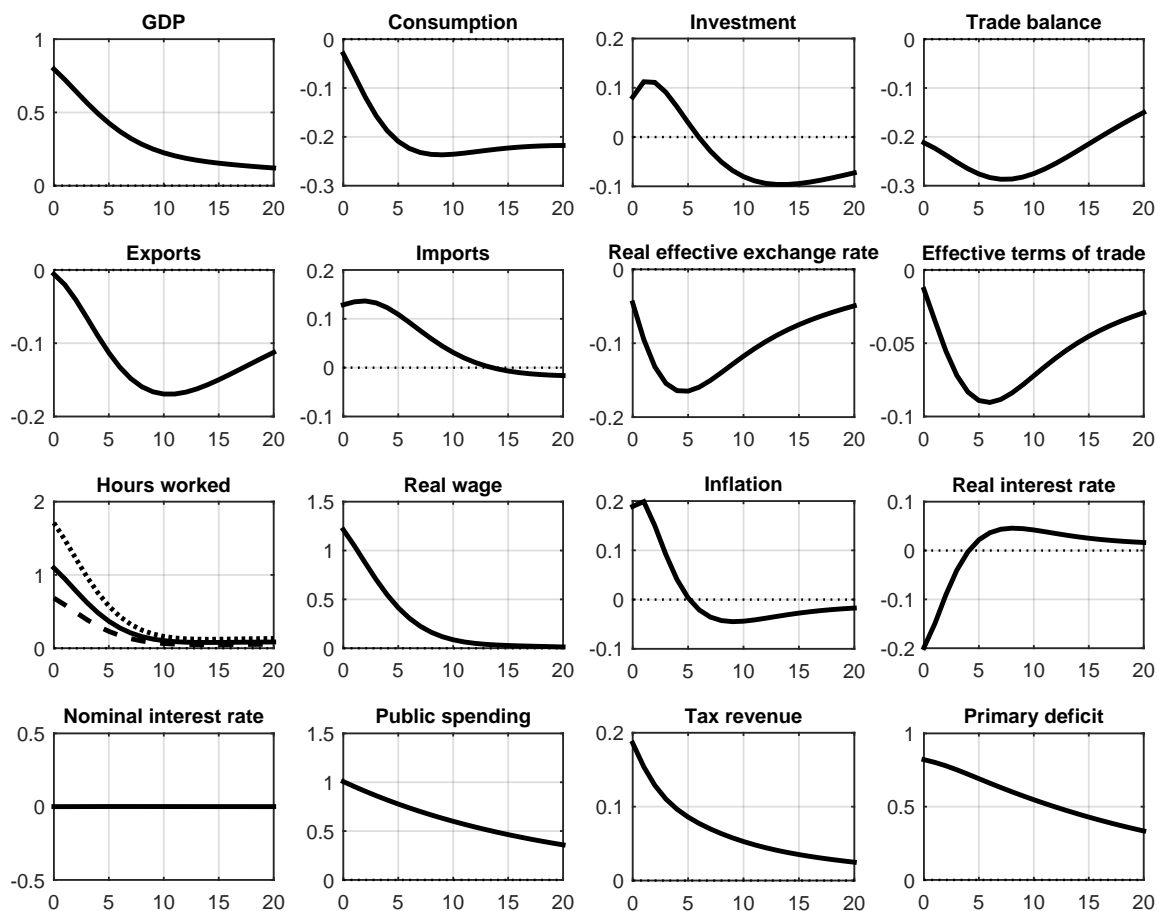 GDP
1
0.5
0
0 5 10 15 20
Consumption
0
-0.1
-0.2
-0.3
0 5 10 15 20
Investment
0.2
0.1
0
-0.1
0 5 10 15 20
Trade balance
0
-0.1
-0.2
-0.3
0 5 10 15 20
Exports
0
-0.1
-0.2
0 5 10 15 20
Imports
0.2
0.1
0
-0.1
0 5 10 15 20
Real effective exchange rate
0
-0.1
-0.2
0 5 10 15 20
Effective terms of trade
0
-0.05
-0.1
0 5 10 15 20
Hours worked
2
1
0
0 5 10 15 20
Real wage
1.5
1
0.5
0
0 5 10 15 20
Inflation
0.2
0.1
0
-0.1
0 5 10 15 20
Real interest rate
0.1
0
-0.1
-0.2
0 5 10 15 20
Nominal interest rate
0.5
0
-0.5
0 5 10 15 20
Public spending
1.5
1
0.5
0
0 5 10 15 20
Tax revenue
0.2
0.1
0
0 5 10 15 20
Primary deficit
1
0.5
0
0 5 10 15 20